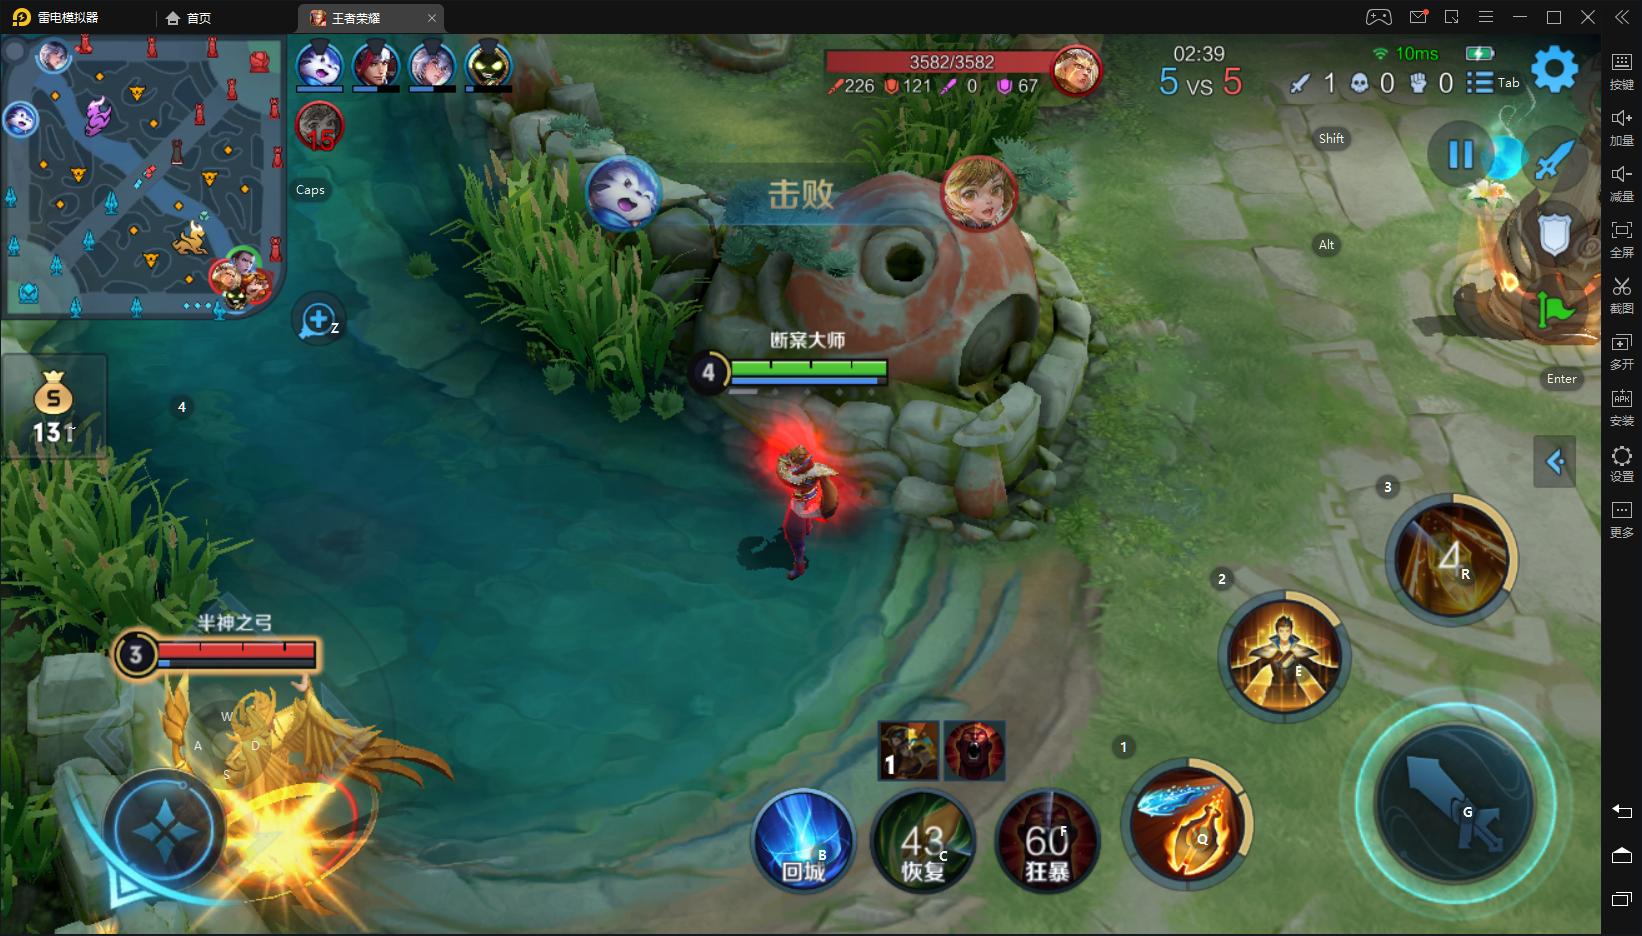 雷电模拟器
首页
王者荣耀
3582/3582
226 121 0 67
02:39
5 VS 5
10ms
1 0 0 Tab
按键
加量
减量
全屏
截图
多开
安装
设置
更多
15
Caps
Shift
Alt
Enter
击败
Z
断案大师
4
S
4
半神之弓
3
W
A
D
S
1
B
回城
43
C
恢复
60
F
狂暴
1
Q
2
E
3
4
R
G
APK